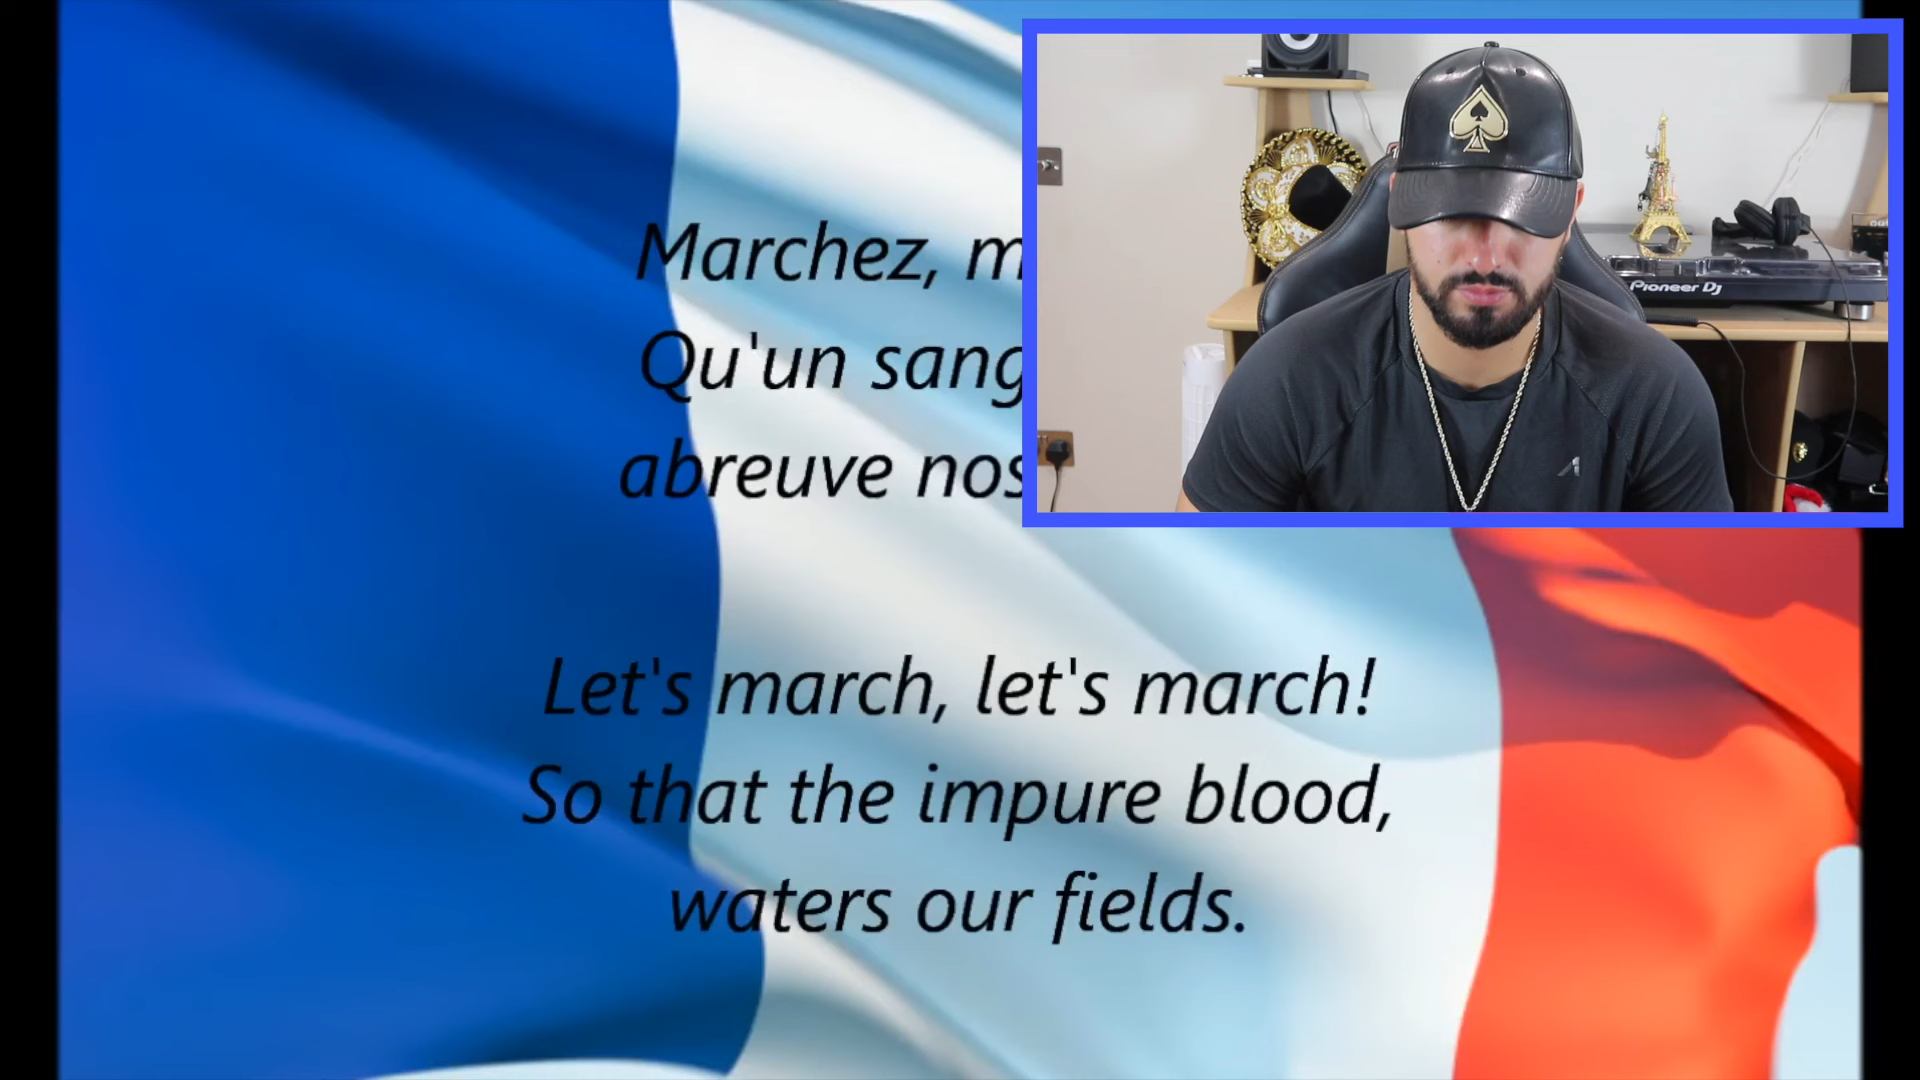 Marchez,
Qu'un sang
abreuve nos
Let's march, let's march!
So that the impure blood,
waters our fields.
Pioneer Dj